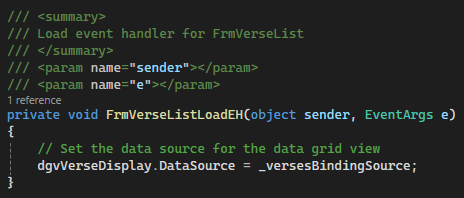 /// <summary>
/// Load event handler for FrmVerseList
/// </summary>
/// <param name="sender"></param>
/// <param name="e"></param>
1 reference
private void FrmVerseListLoadEH(object sender, EventArgs e)
{
    // Set the data source for the data grid view
    dgvVerseDisplay.DataSource = _versesBindingSource;
}